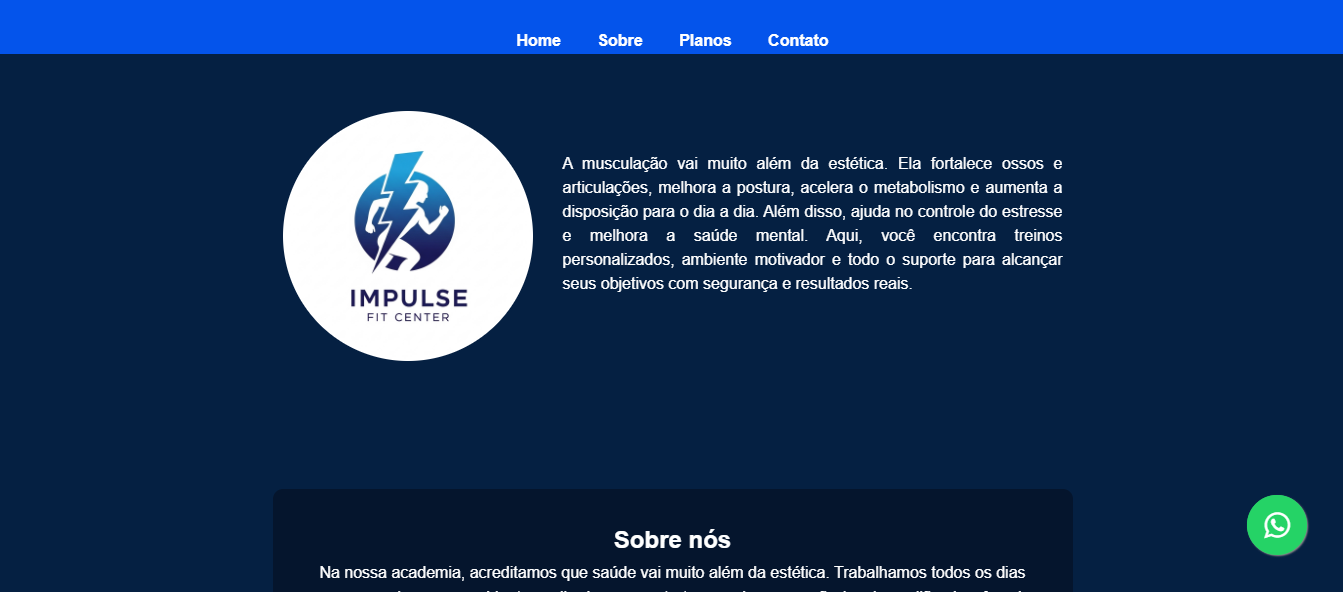 Home Sobre Planos Contato
A musculação vai muito além da estética. Ela fortalece ossos e
articulações, melhora a postura, acelera o metabolismo e aumenta a
disposição para o dia a dia. Além disso, ajuda no controle do estresse
e melhora a saúde mental. Aqui, você encontra treinos
personalizados, ambiente motivador e todo o suporte para alcançar
seus objetivos com segurança e resultados reais.
IMPULSE
FIT CENTER
Sobre nós
Na nossa academia, acreditamos que saúde vai muito além da estética. Trabalhamos todos os dias